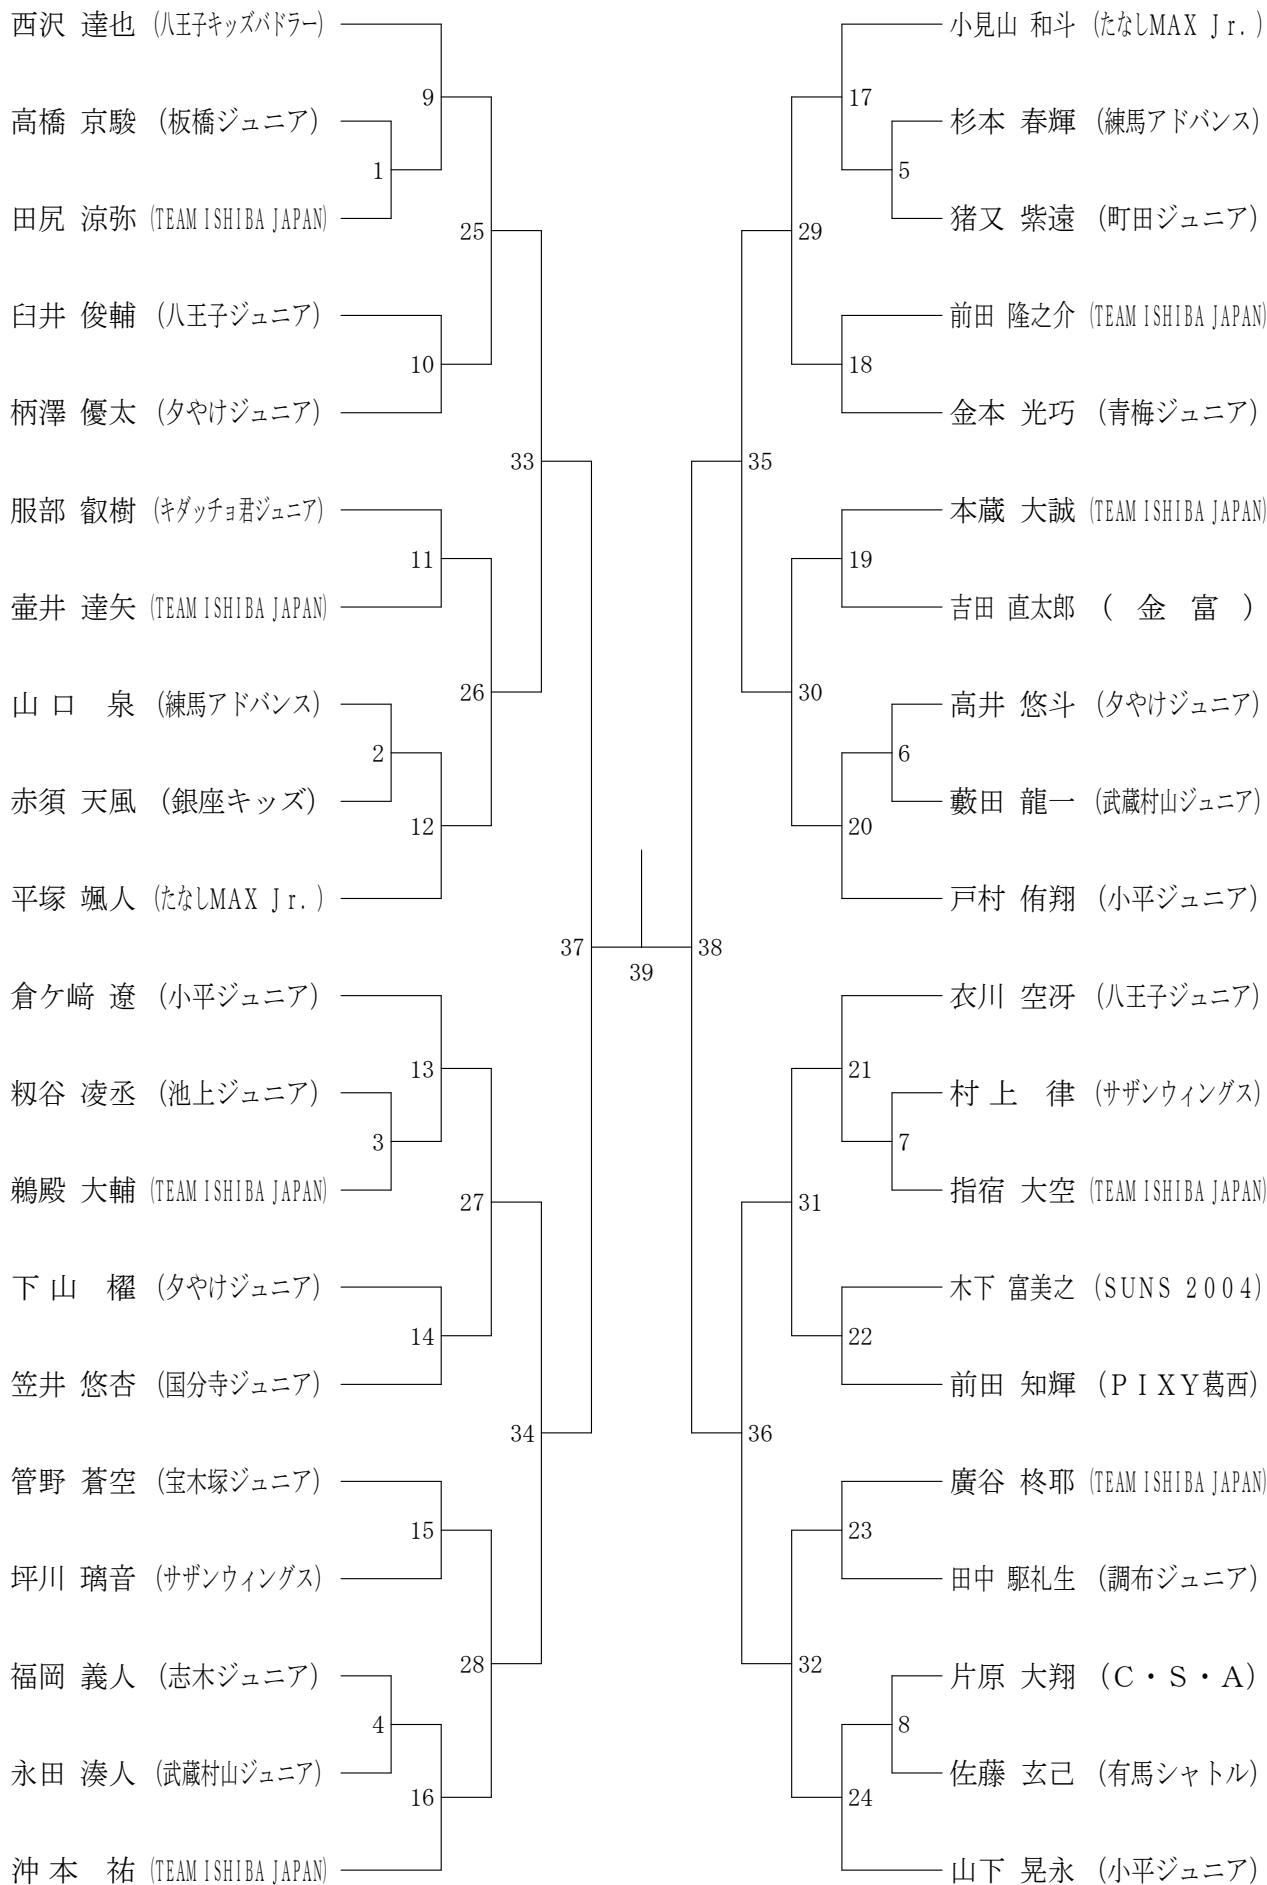 西沢 達也 (八王子キッズバドラー)
高橋 京駿 (板橋ジュニア)
田尻 涼弥 (TEAM ISHIBA JAPAN)
臼井 俊輔 (八王子ジュニア)
柄澤 優太 (夕やけジュニア)
服部 叡樹 (キダッチョ君ジュニア)
壷井 達矢 (TEAM ISHIBA JAPAN)
山口 泉 (練馬アドバンス)
赤須 天風 (銀座キッズ)
平塚 颯人 (たなしMAX Jr.)
倉ケ﨑 遼 (小平ジュニア)
籾谷 凌丞 (池上ジュニア)
鵜殿 大輔 (TEAM ISHIBA JAPAN)
下山 櫂 (夕やけジュニア)
笠井 悠杏 (国分寺ジュニア)
管野 蒼空 (宝木塚ジュニア)
坪川 璃音 (サザンウィングス)
福岡 義人 (志木ジュニア)
永田 湊人 (武蔵村山ジュニア)
沖本 祐 (TEAM ISHIBA JAPAN)
1
2
3
4
9
10
11
12
13
14
15
16
25
26
27
28
33
34
37
39
38
35
36
29
30
31
32
17
18
19
20
21
22
23
24
5
6
7
8
小見山 和斗 (たなしMAX Jr.)
杉本 春輝 (練馬アドバンス)
猪又 紫遠 (町田ジュニア)
前田 隆之介 (TEAM ISHIBA JAPAN)
金本 光巧 (青梅ジュニア)
本蔵 大誠 (TEAM ISHIBA JAPAN)
吉田 直太郎 (金富)
高井 悠斗 (夕やけジュニア)
藪田 龍一 (武蔵村山ジュニア)
戸村 侑翔 (小平ジュニア)
衣川 空冴 (八王子ジュニア)
村上 律 (サザンウィングス)
指宿 大空 (TEAM ISHIBA JAPAN)
木下 富美之 (SUNS 2004)
前田 知輝 (PIXY葛西)
廣谷 柊耶 (TEAM ISHIBA JAPAN)
田中 駆礼生 (調布ジュニア)
片原 大翔 (C・S・A)
佐藤 玄己 (有馬シャトル)
山下 晃永 (小平ジュニア)